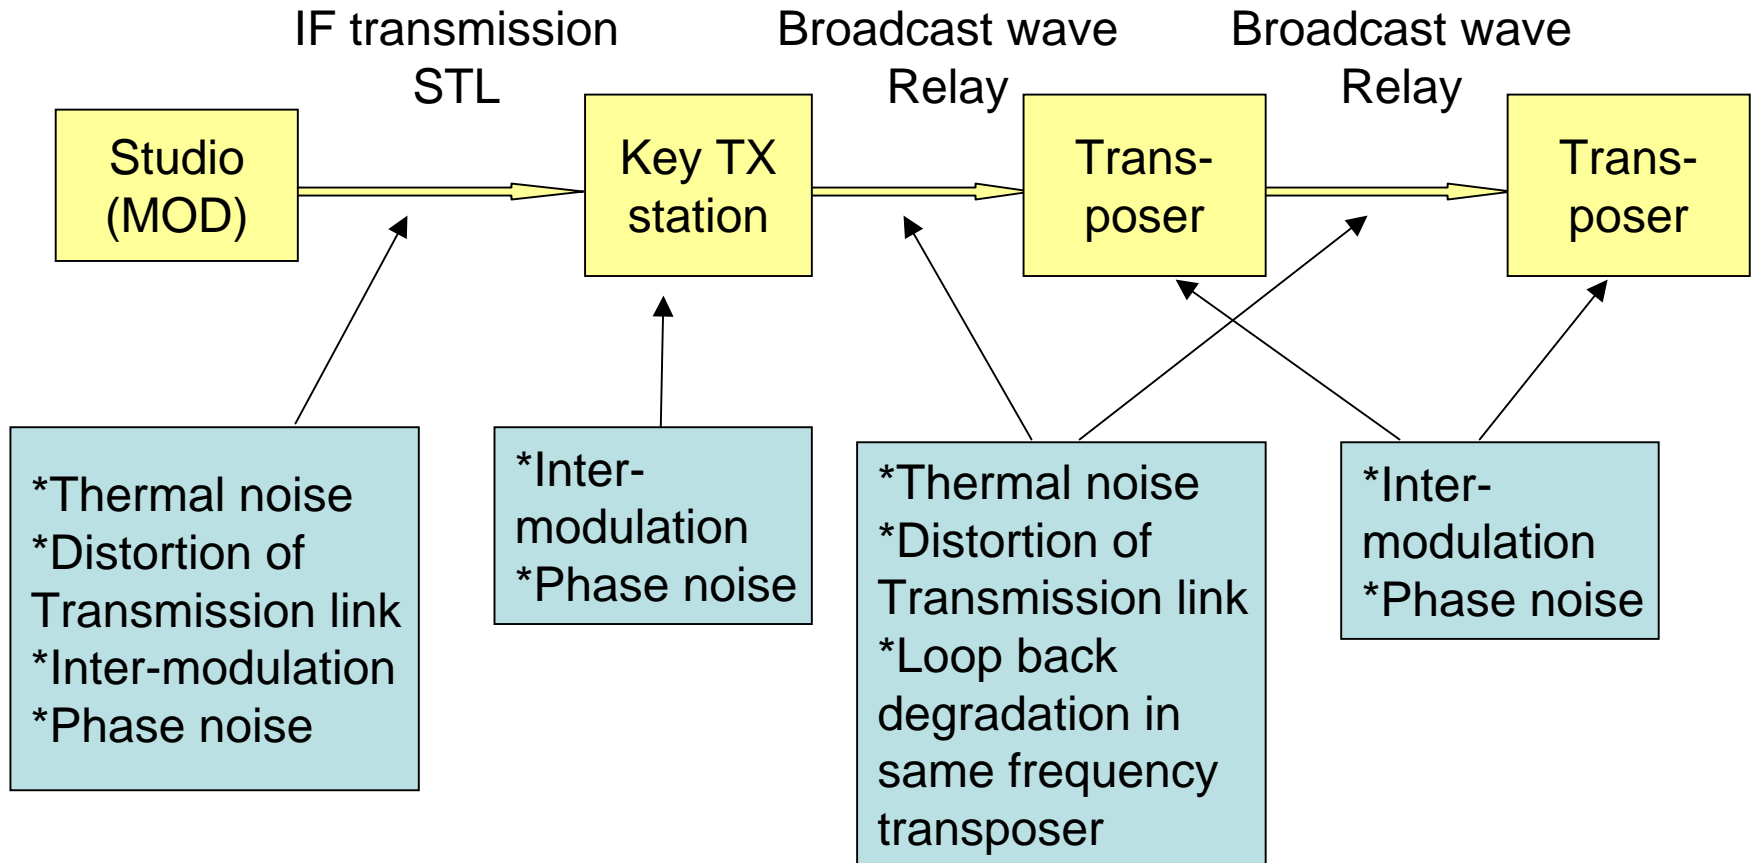 IF transmission
STL
Broadcast wave
Relay
Broadcast wave
Relay
Studio
(MOD)
Key TX
station
Trans-
poser
Trans-
poser
*Thermal noise
*Distortion of
Transmission link
*Inter-modulation
*Phase noise
*Inter-
modulation
*Phase noise
*Thermal noise
*Distortion of
Transmission link
*Loop back
degradation in
same frequency
transposer
*Inter-
modulation
*Phase noise